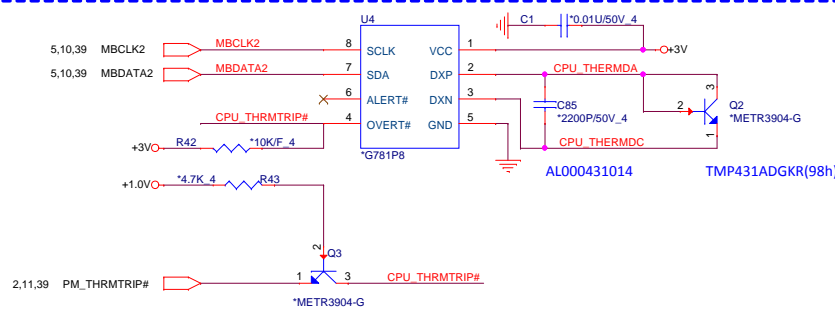 U4
C1 *0.01U/50V_4
5,10,39 MBCLK2 MBCLK2 8 SCLK VCC 1 +3V
5,10,39 MBDATA2 MBDATA2 7 SDA DXP 2 CPU_THERMDA
6 ALERT# DXN 3
CPU_THRMTRIP# 4 OVERT# GND 5
C85
*2200P/50V_4
3
2 Q2
*METR3904-G
1
+3V R42 *10K/F_4
*G781P8
CPU_THERMDC
AL000431014 TMP431ADGKR(98h)
+1.0V *4.7K_4 R43
2
Q3
2,11,39 PM_THRMTRIP# 1 3 CPU_THRMTRIP#
*METR3904-G